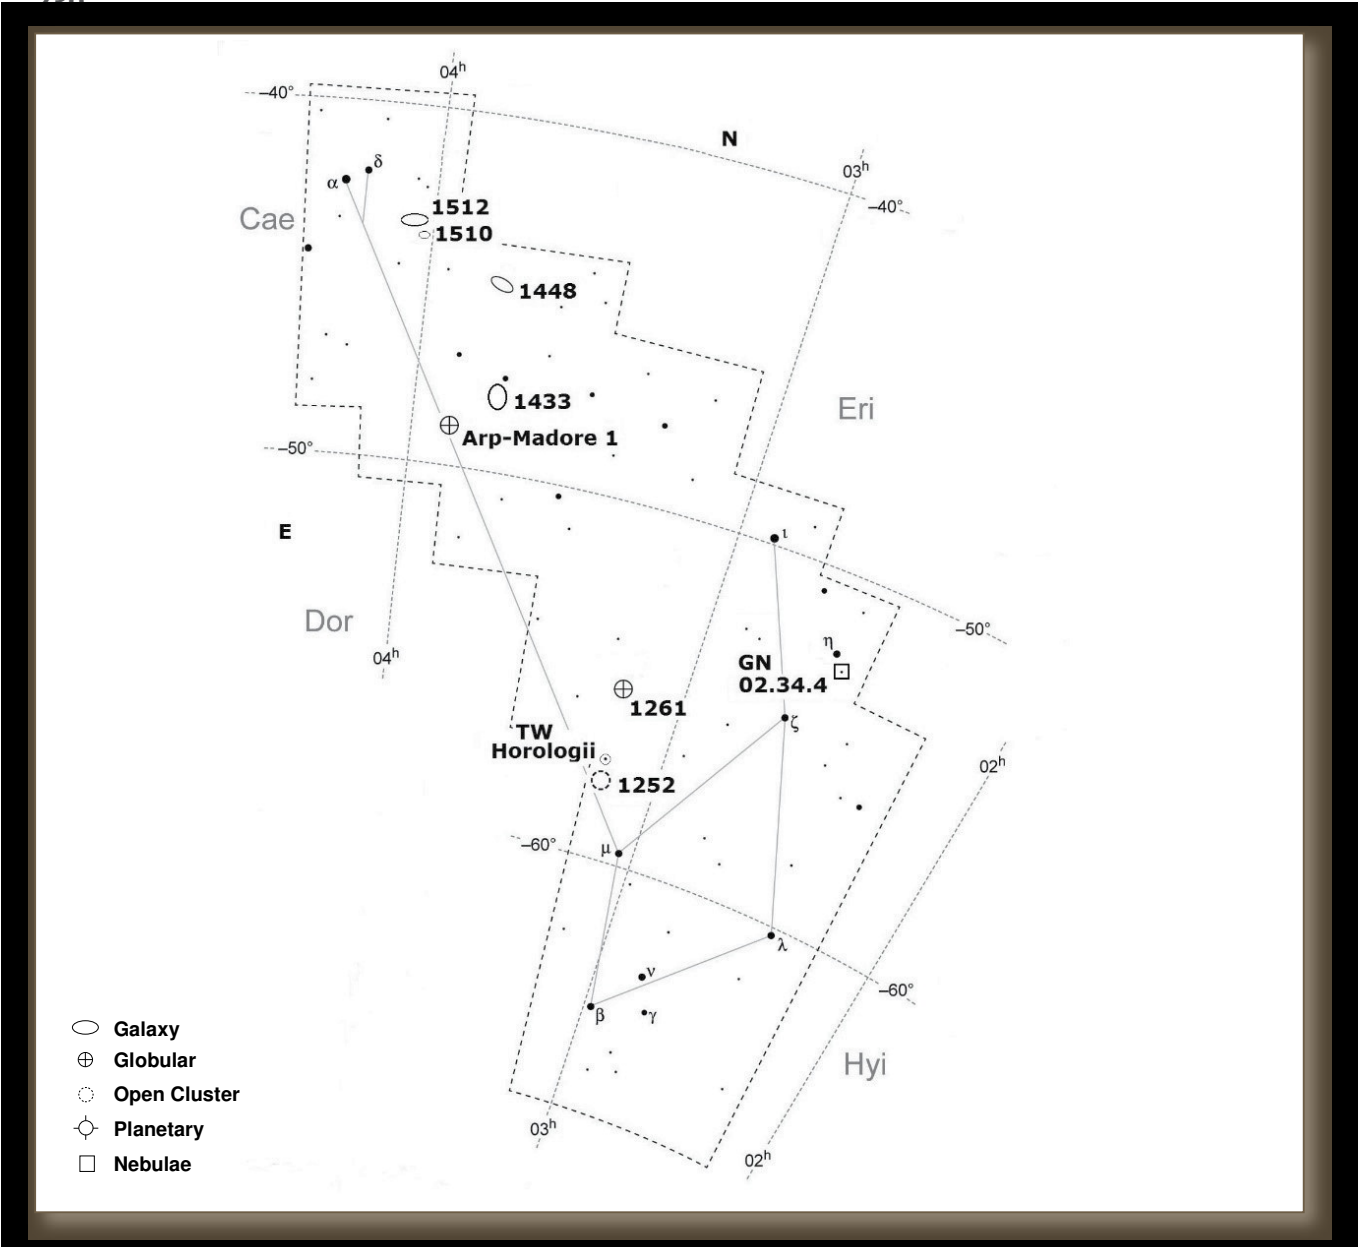 04h
–40°
N
03h
–40°
δ
α
1512
Cae
1510
1448
Eri
1433
Arp-Madore 1
–50°
E
ι
Dor
–50°
η
04h
GN
02.34.4
1261
ζ
TW
Horologii
02h
1252
–60°
μ
λ
ν
–60°
β
γ
Galaxy
Globular
Hyi
Open Cluster
Planetary
03h
02h
Nebulae